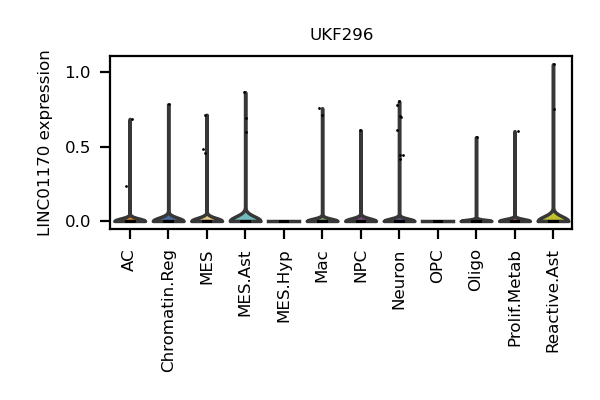 UKF296
LINC01170 expression
1.0
0.5
0.0
AC
Chromatin.Reg
MES
MES.Ast
MES.Hyp
Mac
NPC
Neuron
OPC
Oligo
Prolif.Metab
Reactive.Ast